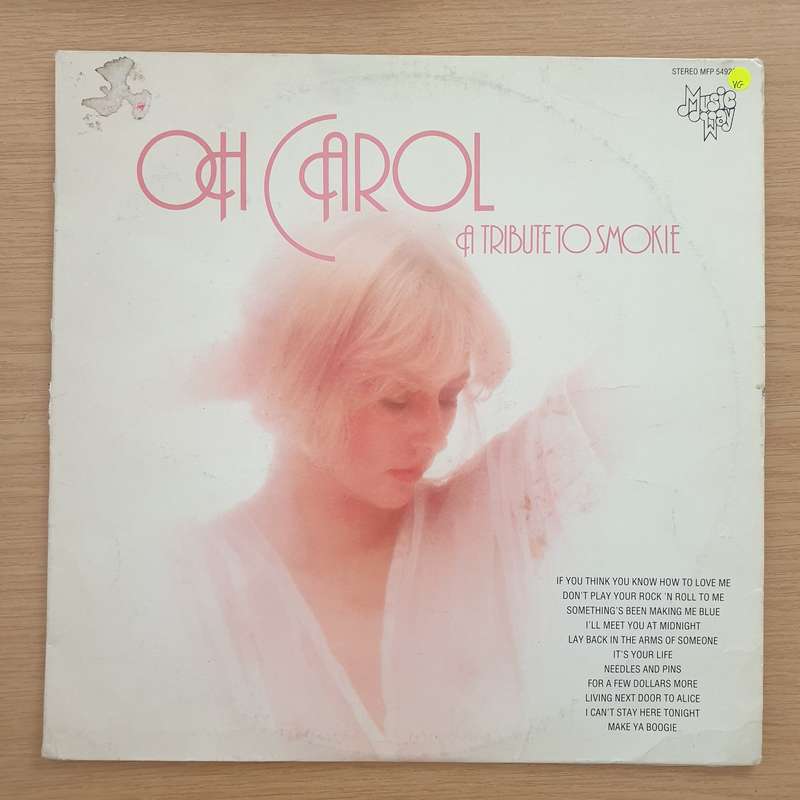 STEREO MFP
VG
Music Way
OH CAROL
A TRIBUTE TO SMOKIE
IF YOU THINK YOU KNOW HOW TO LOVE ME
DON'T PLAY YOUR ROCK 'N ROLL TO ME
SOMETHING'S BEEN MAKING ME BLUE
I'LL MEET YOU AT MIDNIGHT
LAY BACK IN THE ARMS OF SOMEONE
IT'S YOUR LIFE
NEEDLES AND PINS
FOR A FEW DOLLARS MORE
LIVING NEXT DOOR TO ALICE
I CAN'T STAY HERE TONIGHT
MAKE YA BOOGIE